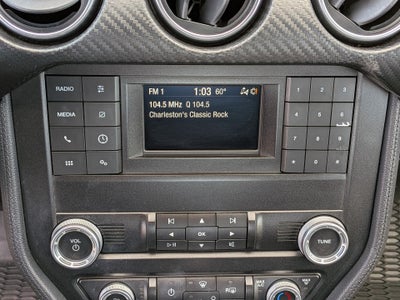 FM 1 1:03 60°
104.5 MHz Q 104.5
Charleston's Classic Rock
RADIO
MEDIA
1 2 3
4 5 6
7 8 9
* 0 #
VOL
OK
TUNE
MAX